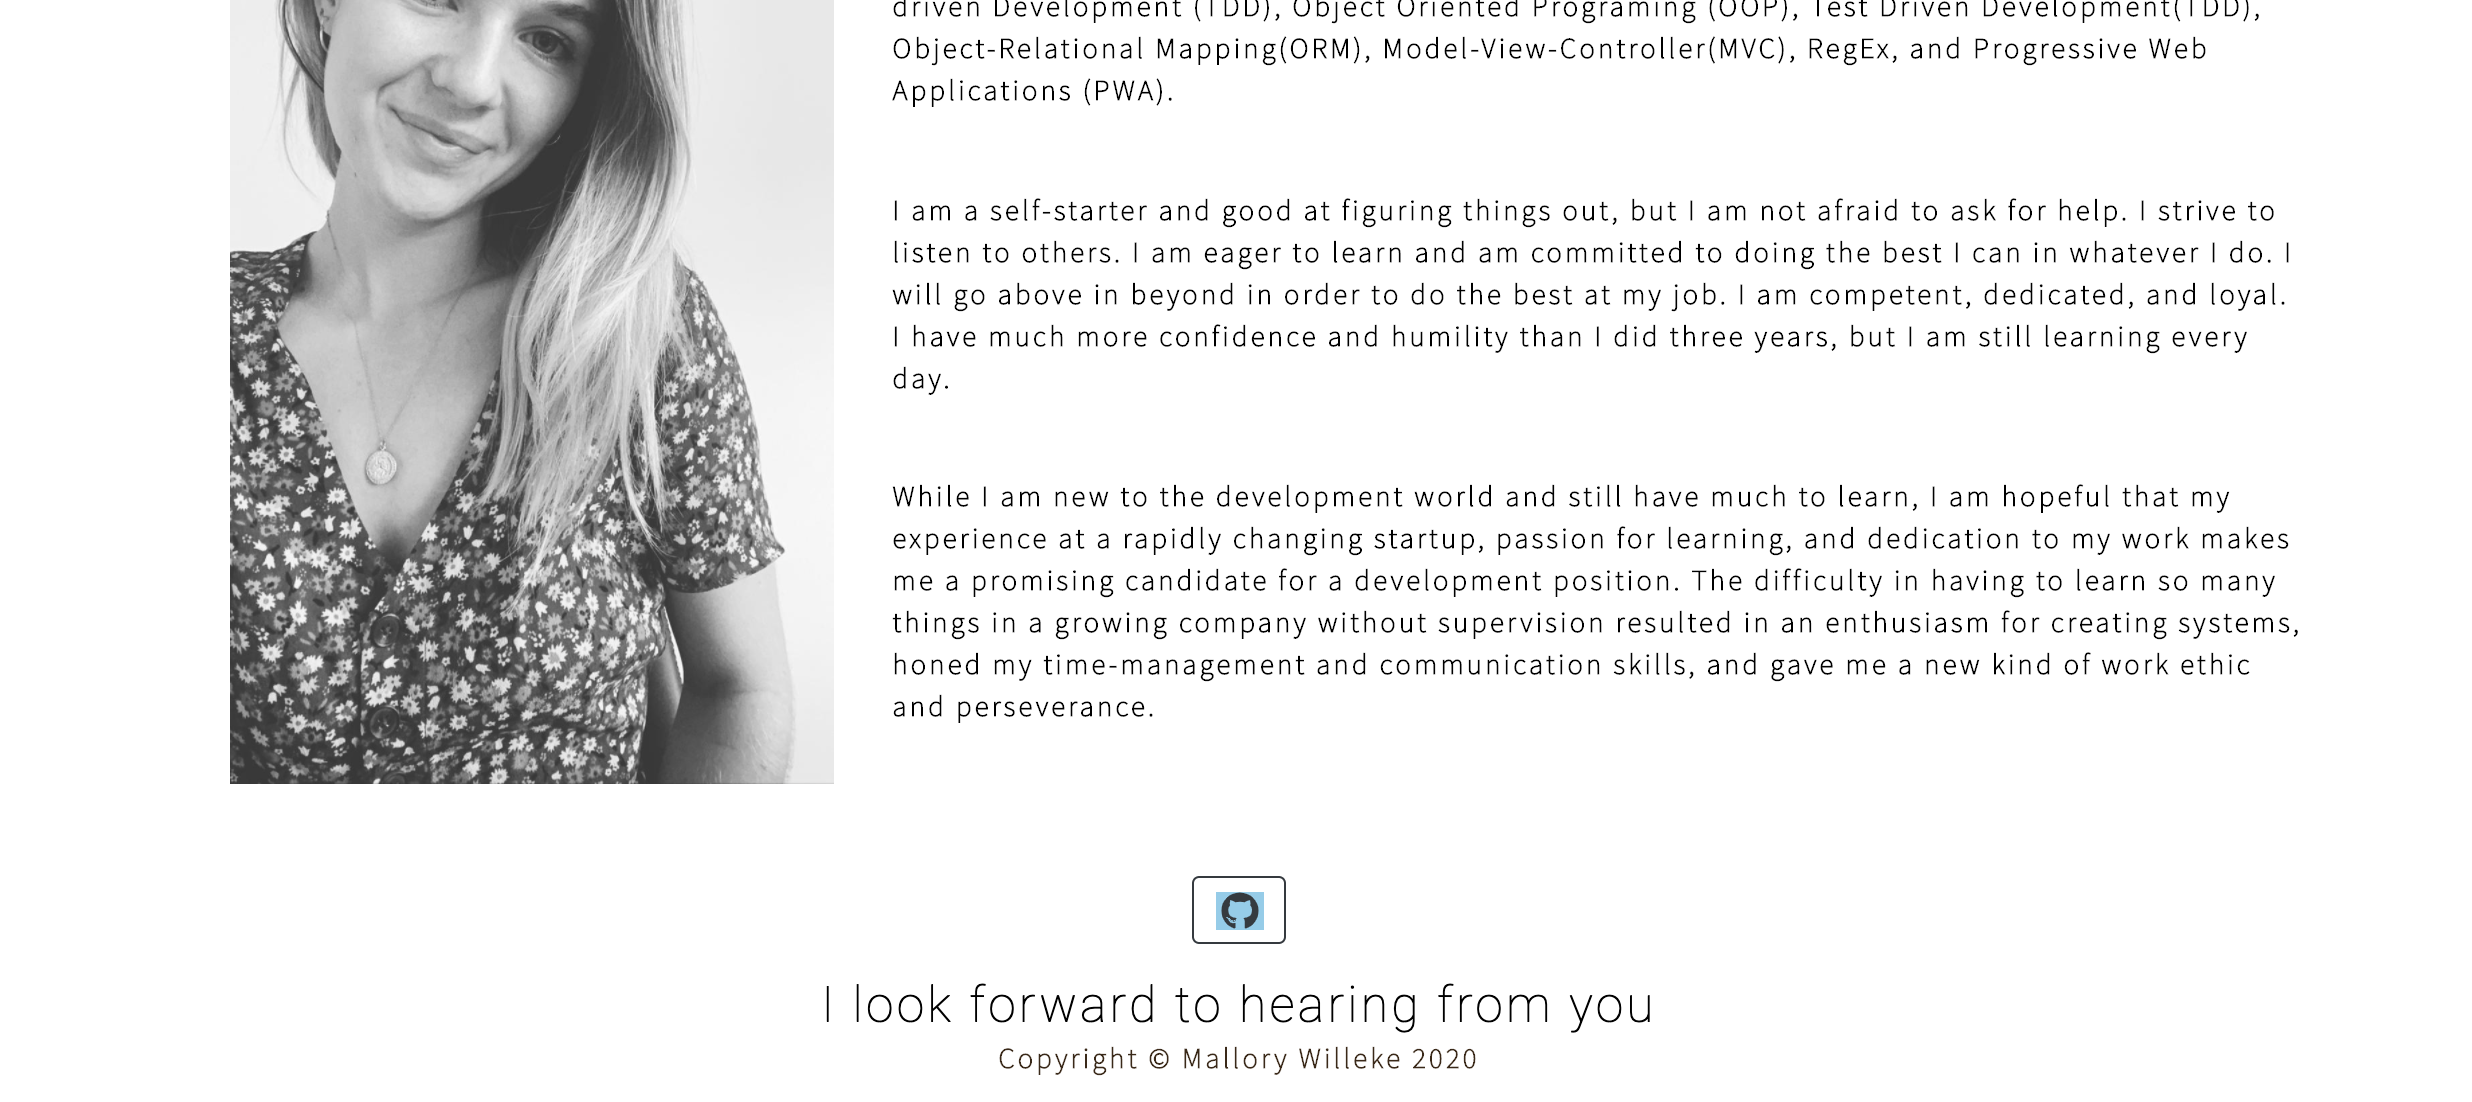 driven Development (TDD), Object Oriented Programing (OOP), Test Driven Development(TDD),
Object-Relational Mapping(ORM), Model-View-Controller(MVC), RegEx, and Progressive Web
Applications (PWA).
I am a self-starter and good at figuring things out, but I am not afraid to ask for help. I strive to
listen to others. I am eager to learn and am committed to doing the best I can in whatever I do. I
will go above in beyond in order to do the best at my job. I am competent, dedicated, and loyal.
I have much more confidence and humility than I did three years, but I am still learning every
day.
While I am new to the development world and still have much to learn, I am hopeful that my
experience at a rapidly changing startup, passion for learning, and dedication to my work makes
me a promising candidate for a development position. The difficulty in having to learn so many
things in a growing company without supervision resulted in an enthusiasm for creating systems,
honed my time-management and communication skills, and gave me a new kind of work ethic
and perseverance.
I look forward to hearing from you
Copyright © Mallory Willeke 2020